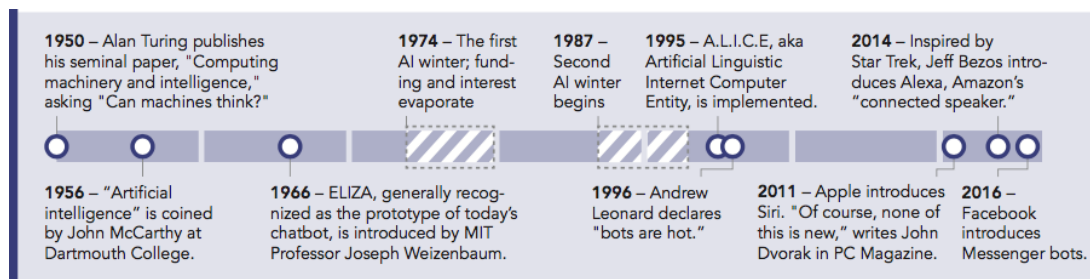 1950 – Alan Turing publishes
his seminal paper, "Computing
machinery and intelligence,"
asking "Can machines think?"
1974 – The first
AI winter; fund-
ing and interest
evaporate
1987 –
Second
AI winter
begins
1995 – A.L.I.C.E, aka
Artificial Linguistic
Internet Computer
Entity, is implemented.
2014 – Inspired by
Star Trek, Jeff Bezos intro-
duces Alexa, Amazon’s
“connected speaker.”
1956 – “Artificial
intelligence” is coined
by John McCarthy at
Dartmouth College.
1966 – ELIZA, generally recog-
nized as the prototype of today’s
chatbot, is introduced by MIT
Professor Joseph Weizenbaum.
1996 – Andrew
Leonard declares
"bots are hot.”
2011 – Apple introduces
Siri. "Of course, none of
this is new,” writes John
Dvorak in PC Magazine.
2016 –
Facebook
introduces
Messenger bots.